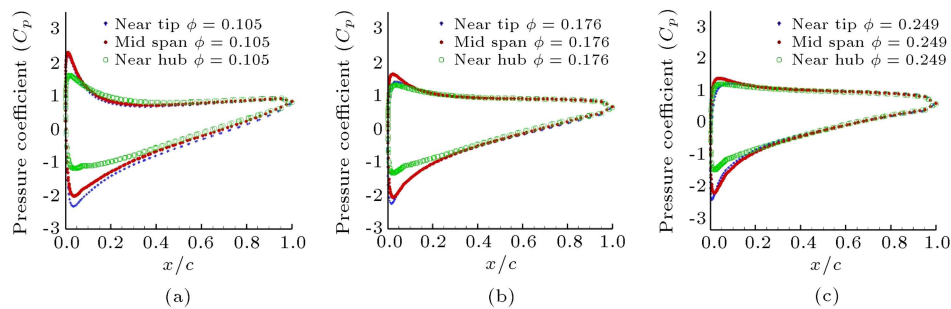 Pressure coefficient (Cp)
3
2
1
0
-1
-2
-3
Near tip ϕ = 0.105
Mid span ϕ = 0.105
Near hub ϕ = 0.105
0.0 0.2 0.4 0.6 0.8 1.0
x/c
(a)
Pressure coefficient (Cp)
3
2
1
0
-1
-2
-3
Near tip ϕ = 0.176
Mid span ϕ = 0.176
Near hub ϕ = 0.176
0.0 0.2 0.4 0.6 0.8 1.0
x/c
(b)
Pressure coefficient (Cp)
3
2
1
0
-1
-2
-3
Near tip ϕ = 0.249
Mid span ϕ = 0.249
Near hub ϕ = 0.249
0.0 0.2 0.4 0.6 0.8 1.0
x/c
(c)